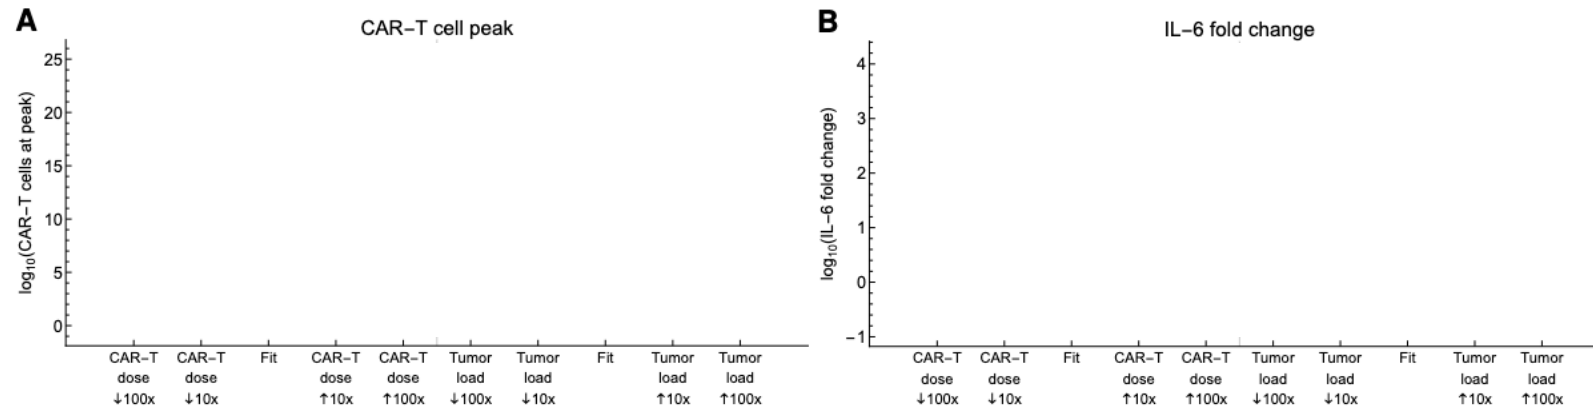 A
CAR−T cell peak
log₁₀(CAR−T cells at peak)
25
20
15
10
5
0
CAR−T CAR−T Fit CAR−T CAR−T Tumor Tumor Fit Tumor Tumor
dose dose dose dose load load load load
↓100x ↓10x ↑10x ↑100x ↓100x ↓10x ↑10x ↑100x
B
IL−6 fold change
log₁₀(IL−6 fold change)
4
3
2
1
0
−1
CAR−T CAR−T Fit CAR−T CAR−T Tumor Tumor Fit Tumor Tumor
dose dose dose dose load load load load
↓100x ↓10x ↑10x ↑100x ↓100x ↓10x ↑10x ↑100x